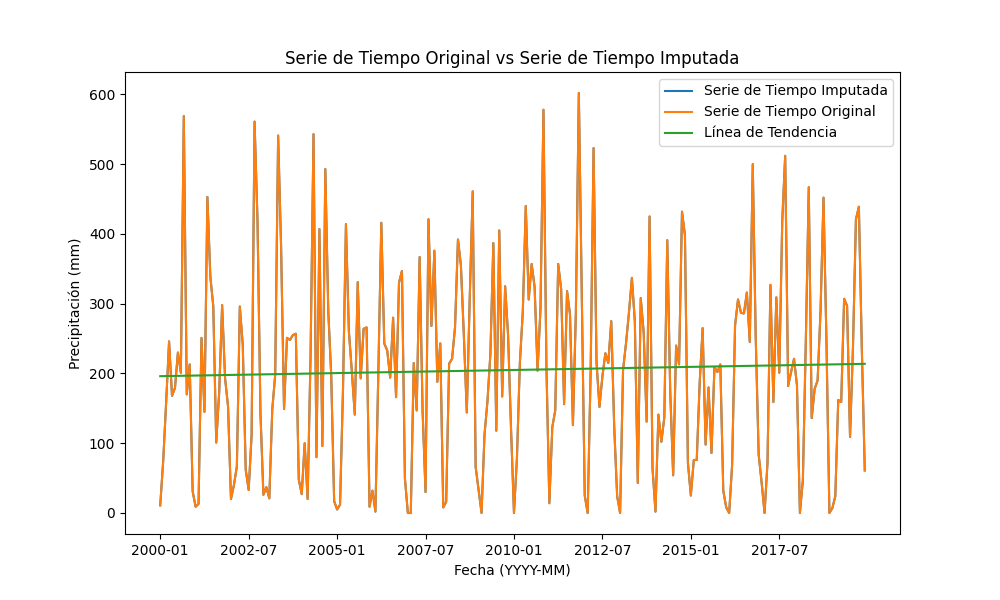 Serie de Tiempo Original vs Serie de Tiempo Imputada
Serie de Tiempo Imputada
Serie de Tiempo Original
Línea de Tendencia
Precipitación (mm)
600
500
400
300
200
100
0
2000-01 2002-07 2005-01 2007-07 2010-01 2012-07 2015-01 2017-07
Fecha (YYYY-MM)